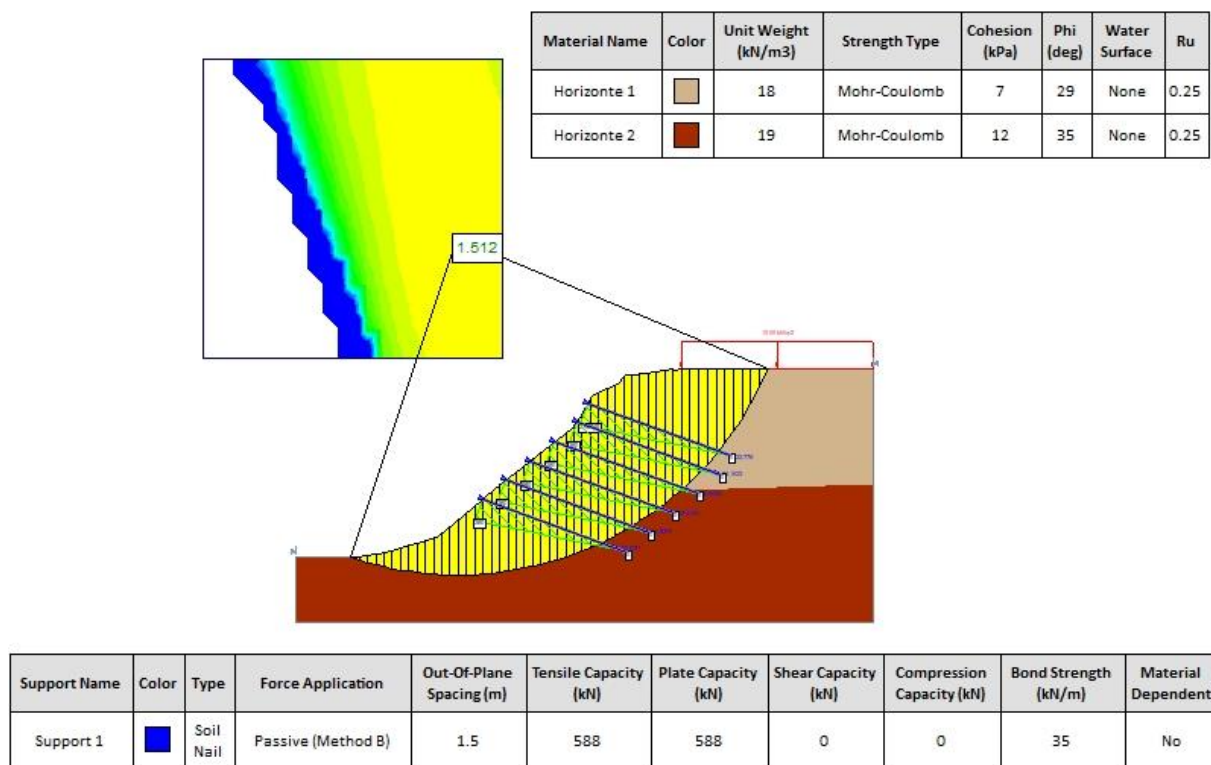 Material Name Color Unit Weight (kN/m3) Strength Type Cohesion (kPa) Phi (deg) Water Surface Ru
Horizonte 1 18 Mohr-Coulomb 7 29 None 0.25
Horizonte 2 19 Mohr-Coulomb 12 35 None 0.25
1.512
Support Name Color Type Force Application Out-Of-Plane Spacing (m) Tensile Capacity (kN) Plate Capacity (kN) Shear Capacity (kN) Compression Capacity (kN) Bond Strength (kN/m) Material Dependent
Support 1 Soil Nail Passive (Method B) 1.5 588 588 0 0 35 No